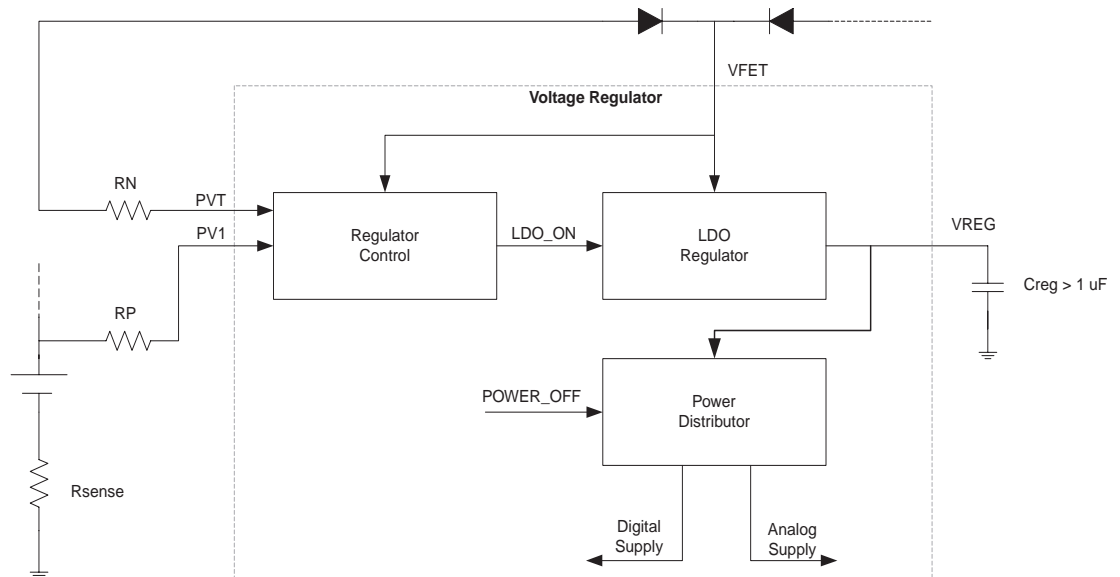 VFET
Voltage Regulator
RN
PVT
PV1
Regulator
Control
LDO_ON
LDO
Regulator
VREG
Creg > 1 uF
RP
POWER_OFF
Power
Distributor
Rsense
Digital
Supply
Analog
Supply